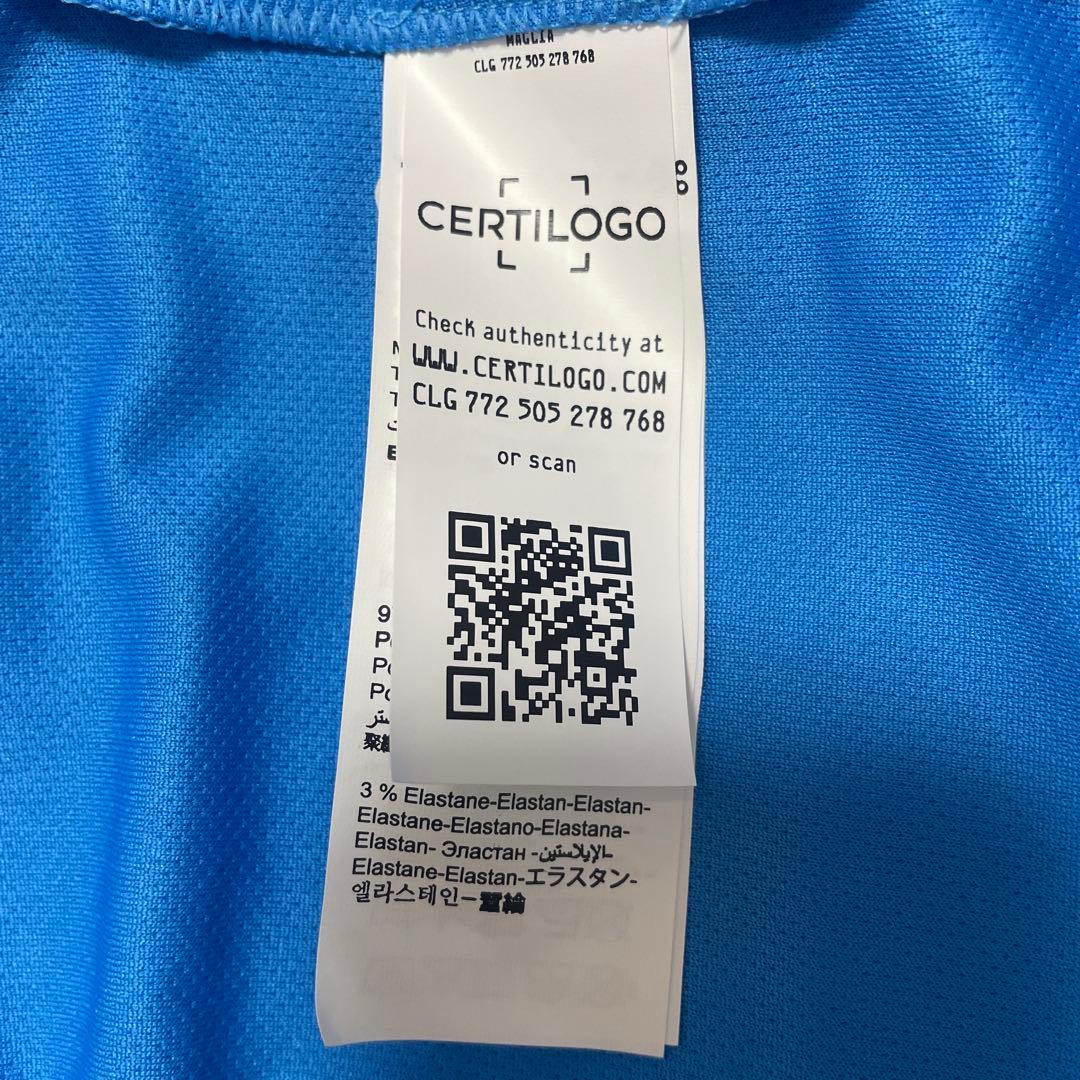 MAGLIA
CLG 772 505 278 768
CERTILOGO
Check authenticity at
WWW.CERTILOGO.COM
CLG 772 505 278 768
or scan
3 % Elastane-Elastan-Elastan-
Elastane-Elastano-Elastana-
Elastan- Эластан -الإيلاستين-
Elastane-Elastan-エラスタン-
엘라스테인-